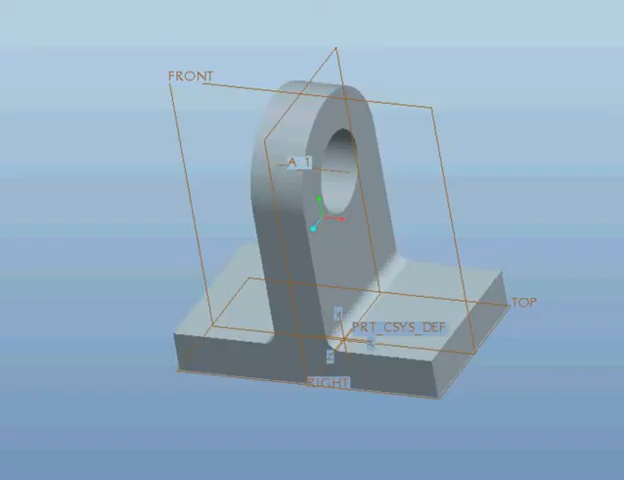 FRONT
A_1
TOP
Y
PRT_CSYS_DEF
X
Z
RIGHT